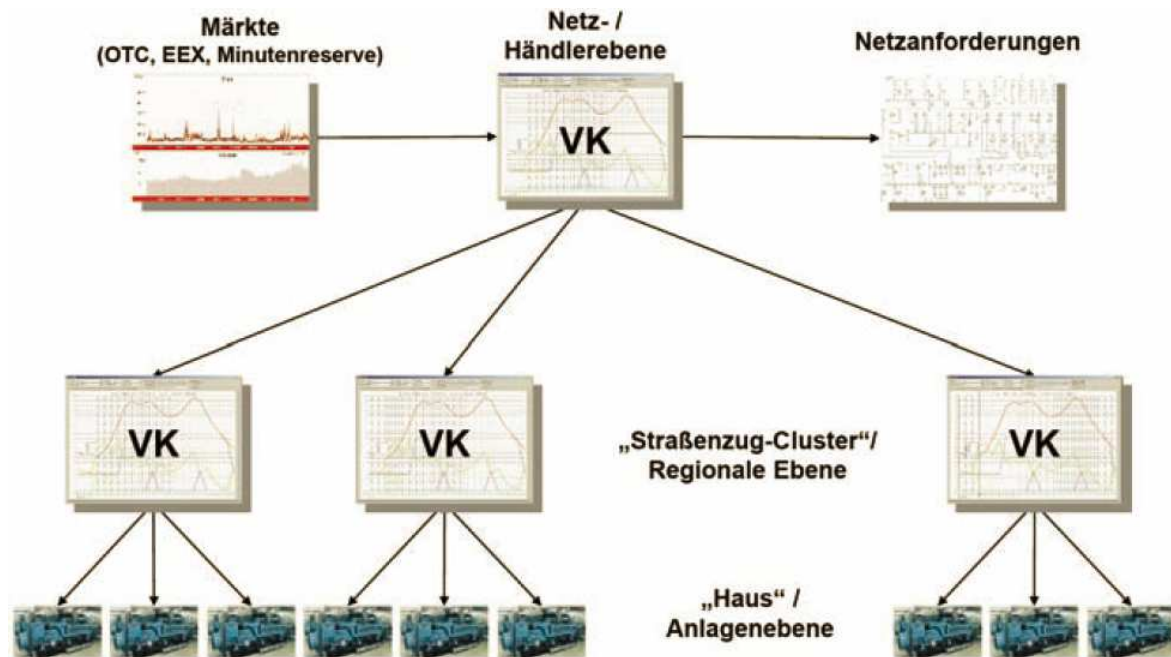 Märkte
(OTC, EEX, Minutenreserve)
Netz- /
Händlerebene
Netzanforderungen
VK
VK
VK
„Straßenzug-Cluster“/
Regionale Ebene
VK
„Haus“ /
Anlagenebene